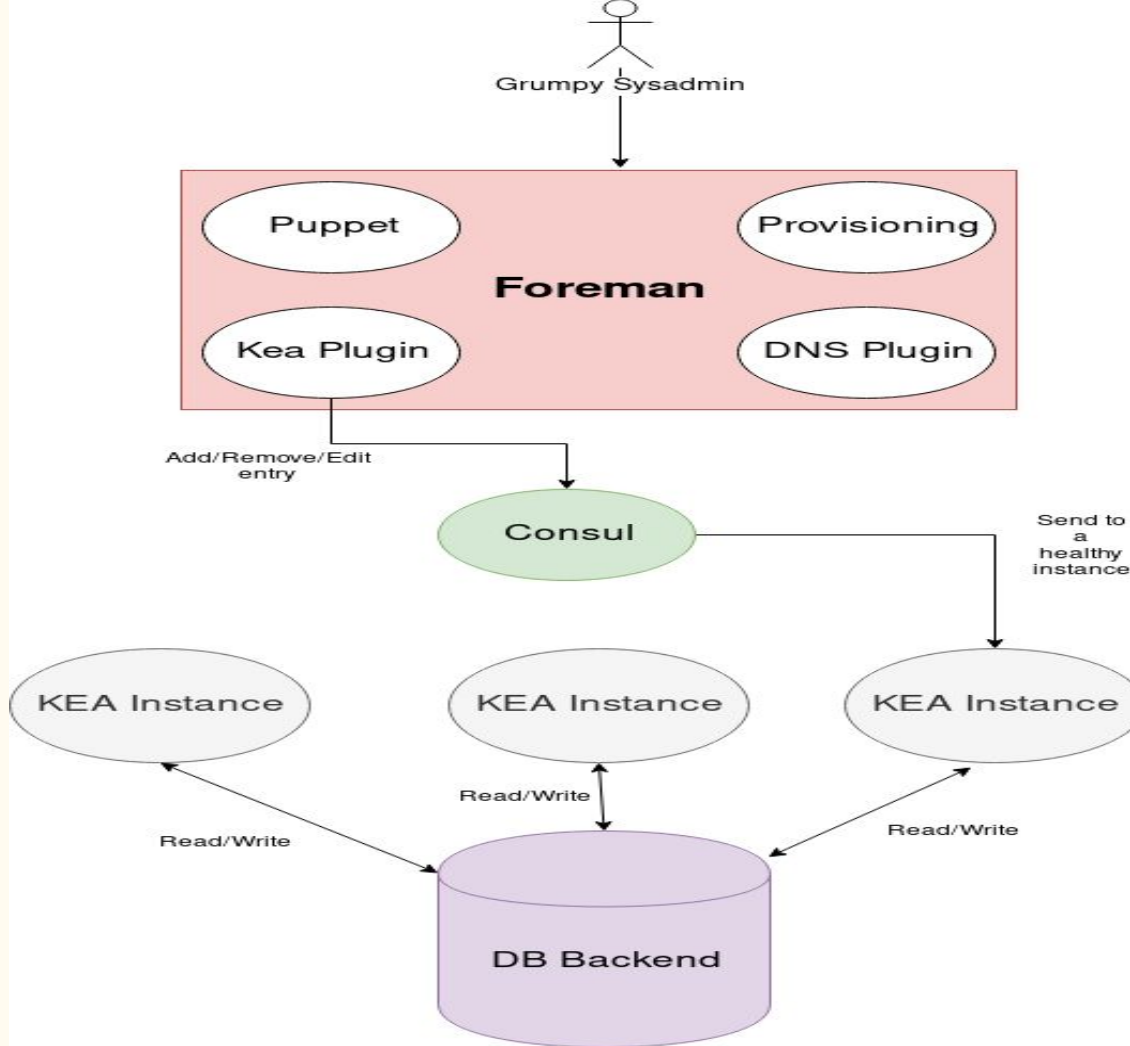 Grumpy Sysadmin
Puppet
Provisioning
Foreman
Kea Plugin
DNS Plugin
Add/Remove/Edit
entry
Consul
Send to
a
healthy
instance
KEA Instance
KEA Instance
KEA Instance
Read/Write
Read/Write
Read/Write
DB Backend